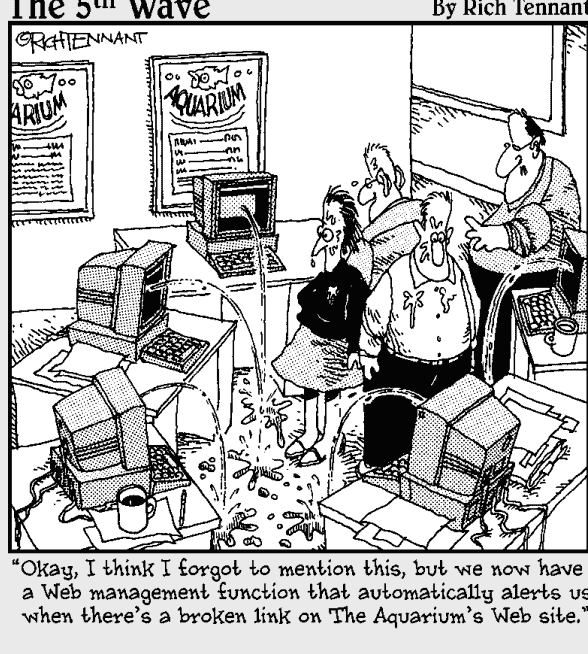 The 5th Wave
By Rich Tennant
©RICHTENNANT
AQUARIUM
ARIUM
"Okay, I think I forgot to mention this, but we now have
a Web management function that automatically alerts us
when there's a broken link on The Aquarium's Web site."